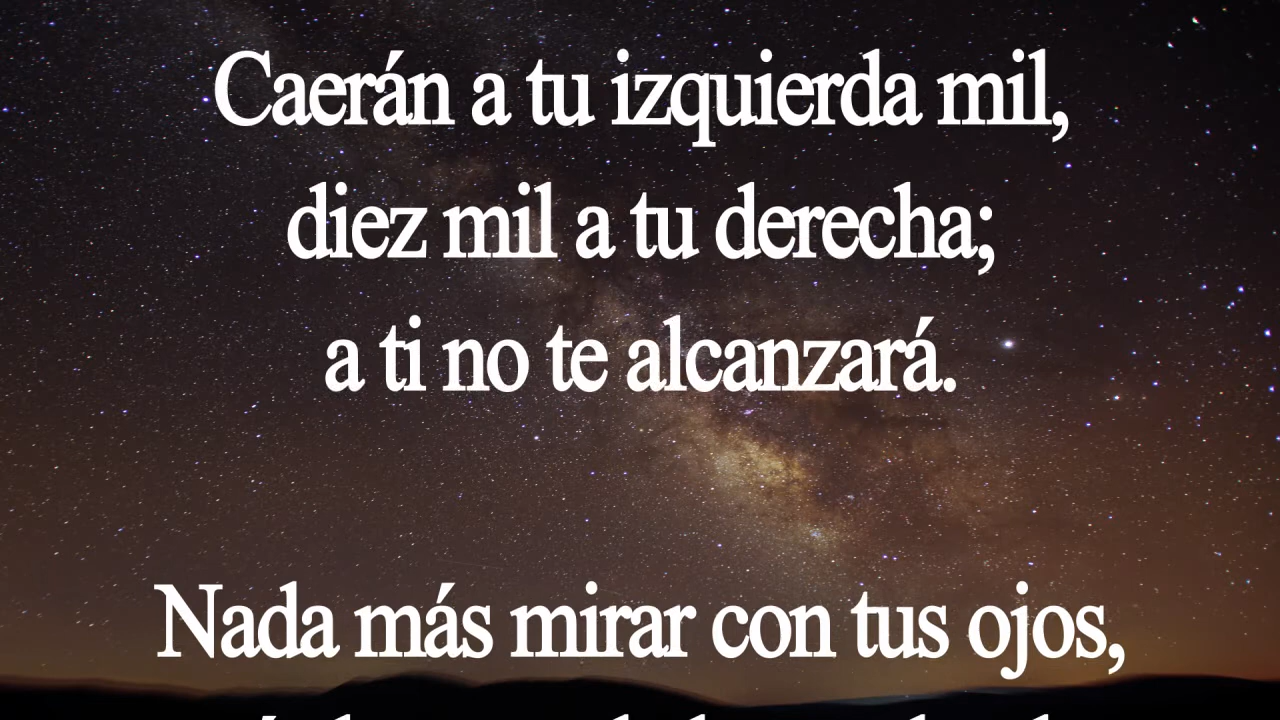 Caerán a tu izquierda mil,
diez mil a tu derecha;
a ti no te alcanzará.
Nada más mirar con tus ojos,